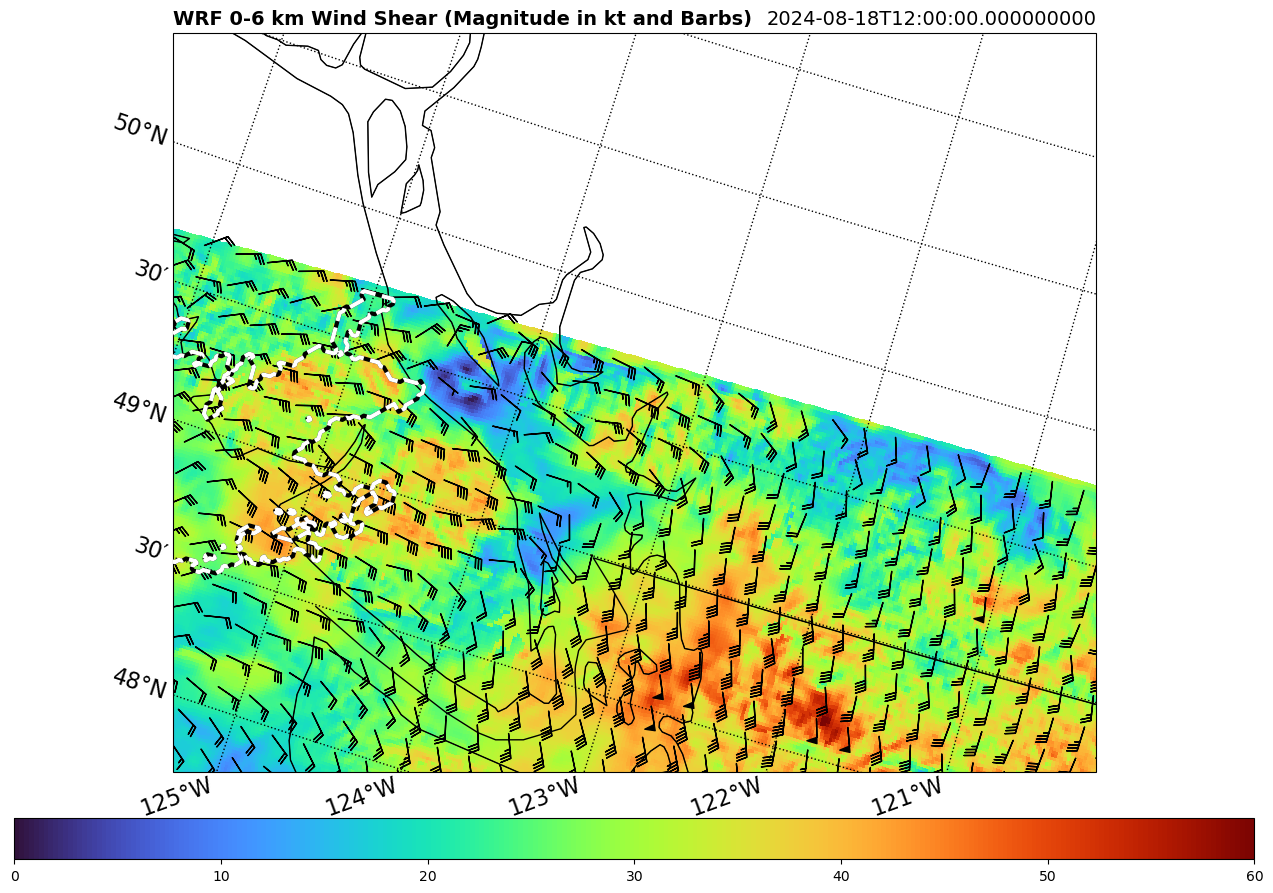 WRF 0-6 km Wind Shear (Magnitude in kt and Barbs) 2024-08-18T12:00:00.000000000
50°N
30′
49°N
30′
48°N
125°W 124°W 123°W 122°W 121°W
0 10 20 30 40 50 60